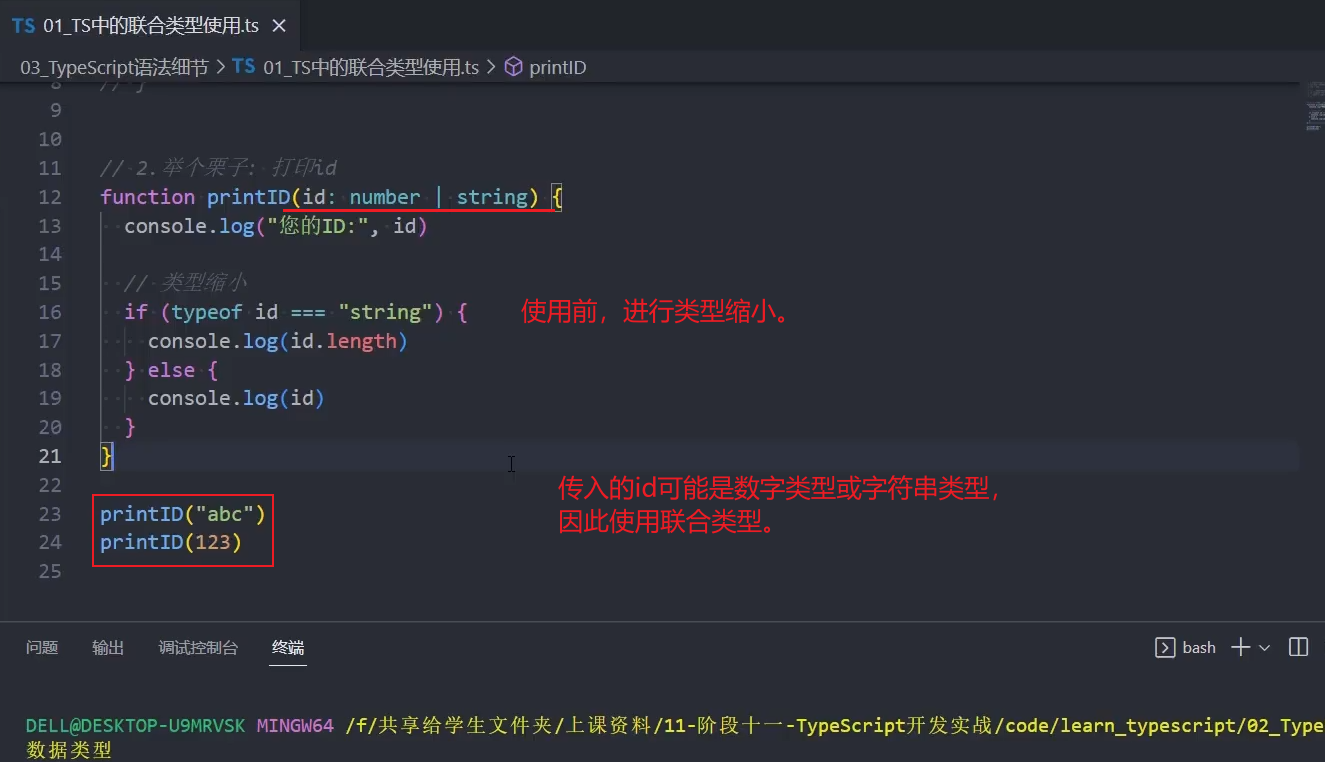 TS 01_TS中的联合类型使用.ts ×
03_TypeScript语法细节 > TS 01_TS中的联合类型使用.ts > printID
8 // }
9
10
11 // 2.举个栗子: 打印id
12 function printID(id: number | string) {
13 console.log("您的ID:", id)
14
15 // 类型缩小
16 if (typeof id === "string") { 使用前，进行类型缩小。
17 console.log(id.length)
18 } else {
19 console.log(id)
20 }
21 }
22
传入的id可能是数字类型或字符串类型，
因此使用联合类型。
23 printID("abc")
24 printID(123)
25
问题 输出 调试控制台 终端 bash
DELL@DESKTOP-U9MRVSK MINGW64 /f/共享给学生文件夹/上课资料/11-阶段十一-TypeScript开发实战/code/learn_typescript/02_Type
数据类型